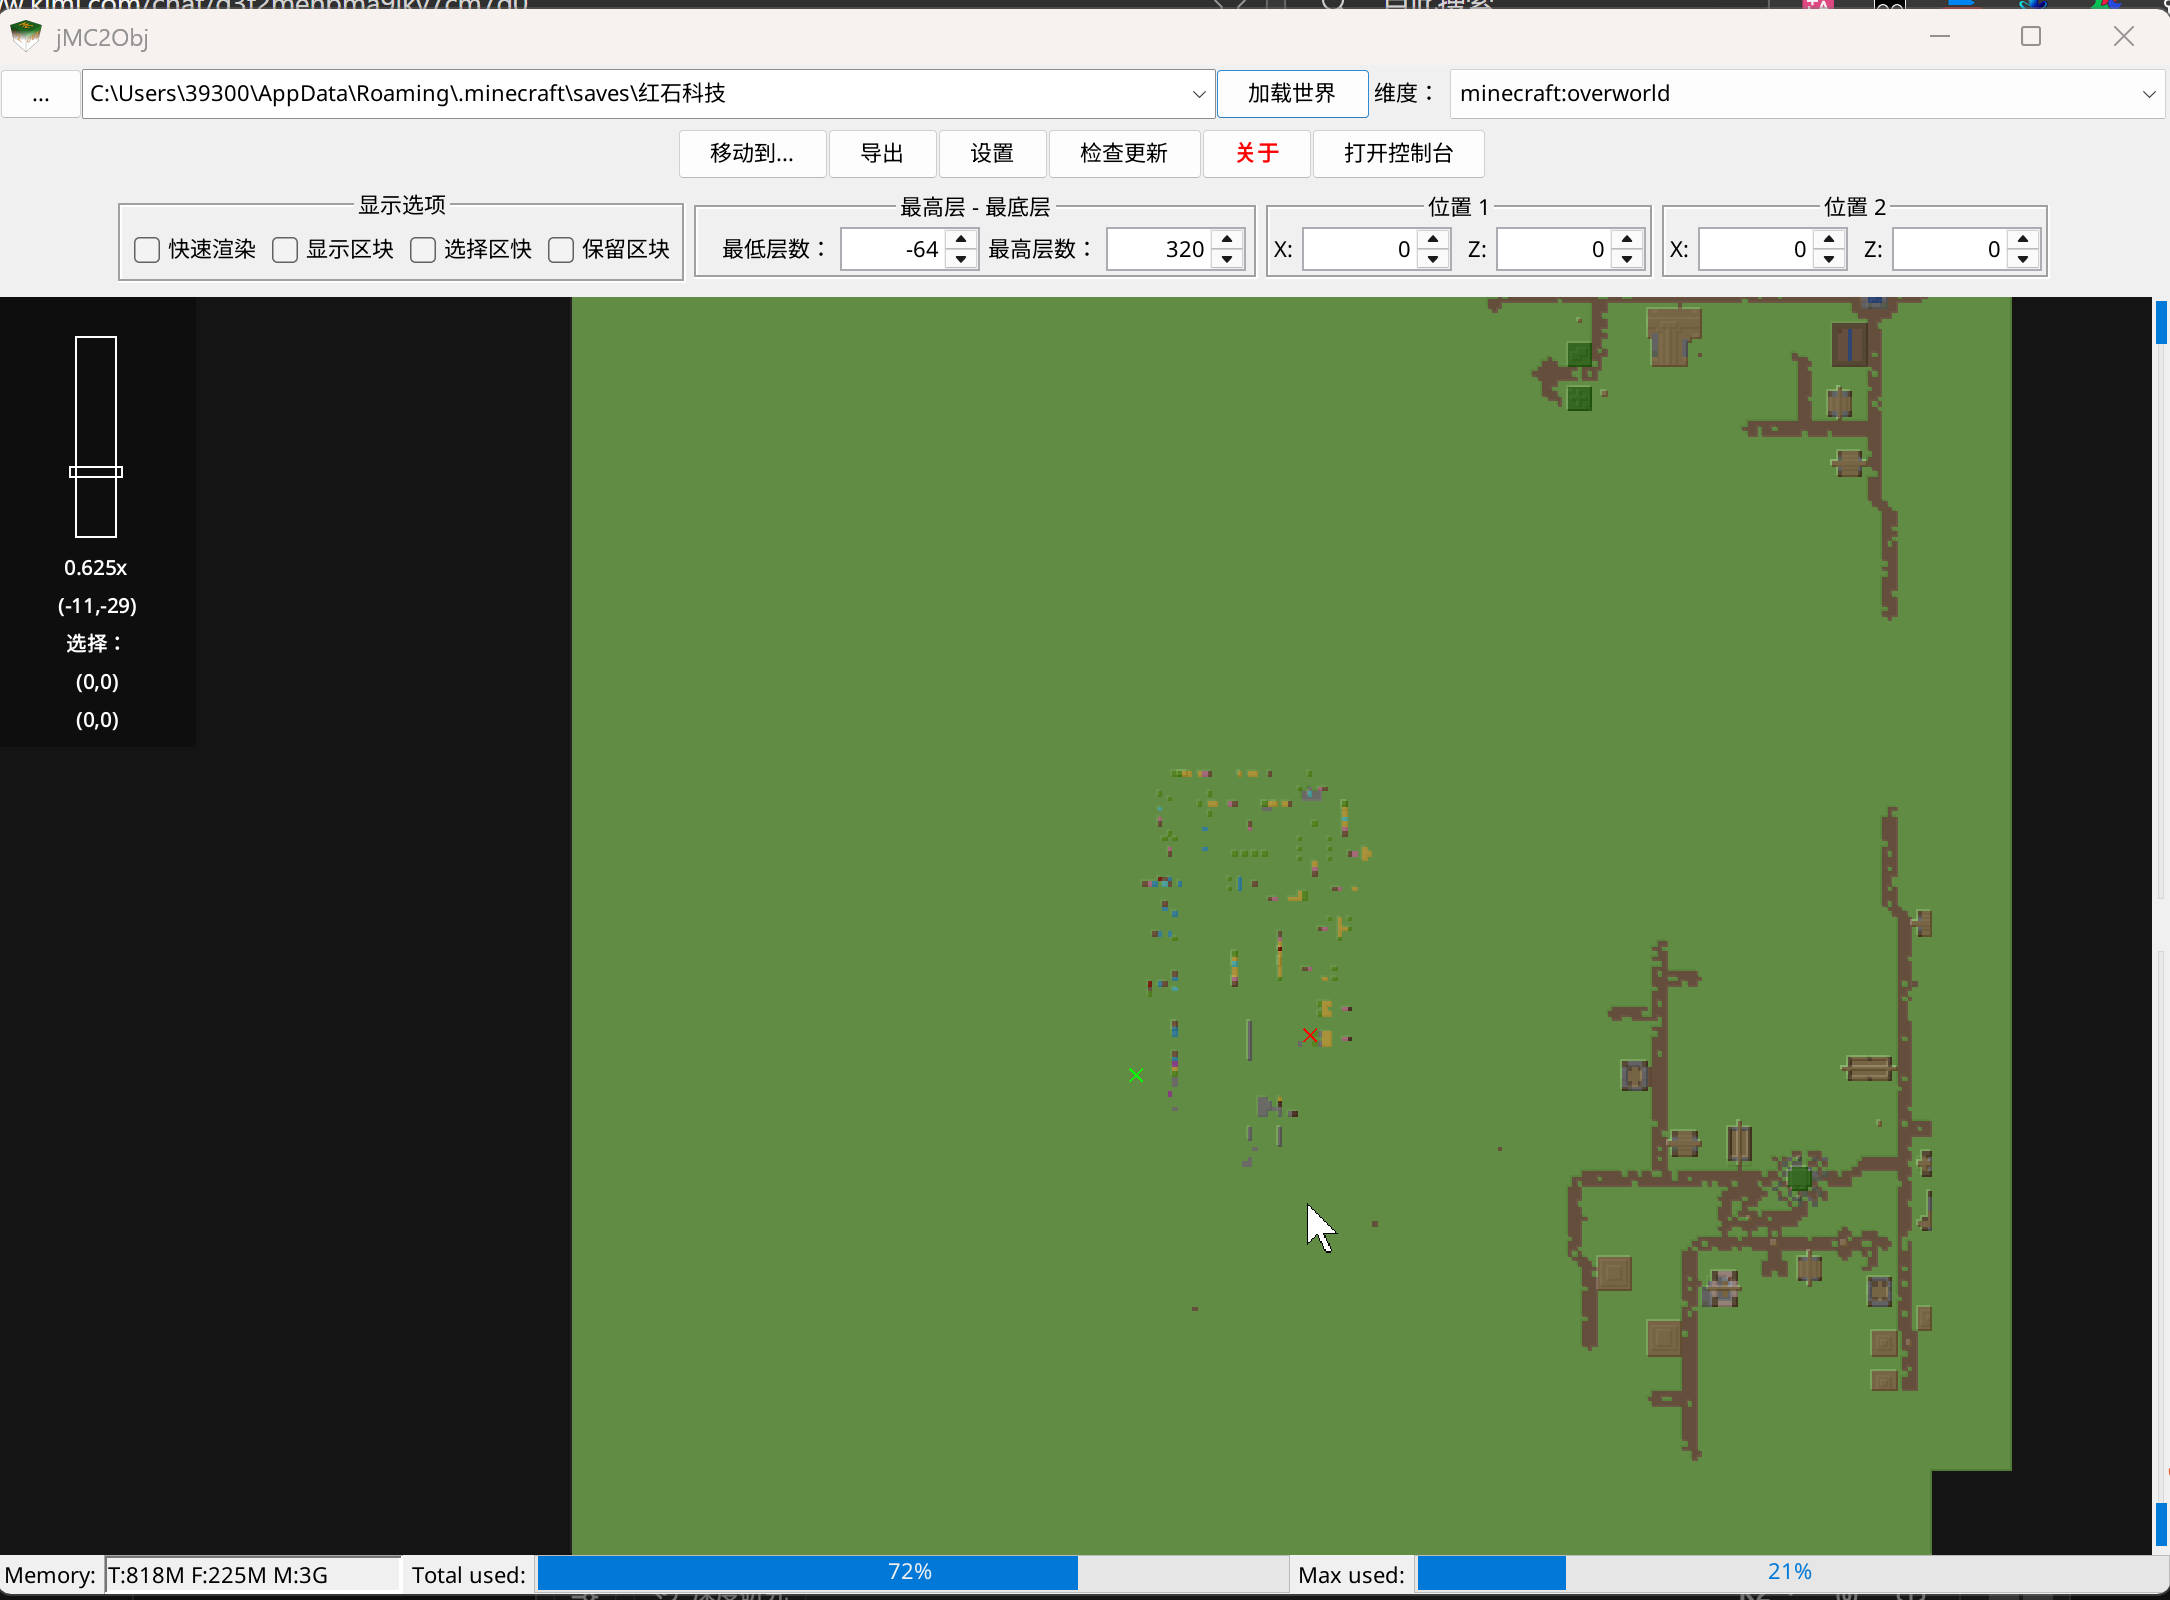 jMC2Obj
... C:\Users\39300\AppData\Roaming\.minecraft\saves\红石科技 加载世界 维度： minecraft:overworld
移动到... 导出 设置 检查更新 关于 打开控制台
显示选项 最高层 - 最底层 位置 1 位置 2
快速渲染 显示区块 选择区快 保留区块 最低层数： -64 最高层数： 320 X: 0 Z: 0 X: 0 Z: 0
0.625x
(-11,-29)
选择：
(0,0)
(0,0)
Memory: T:818M F:225M M:3G Total used: 72% Max used: 21%